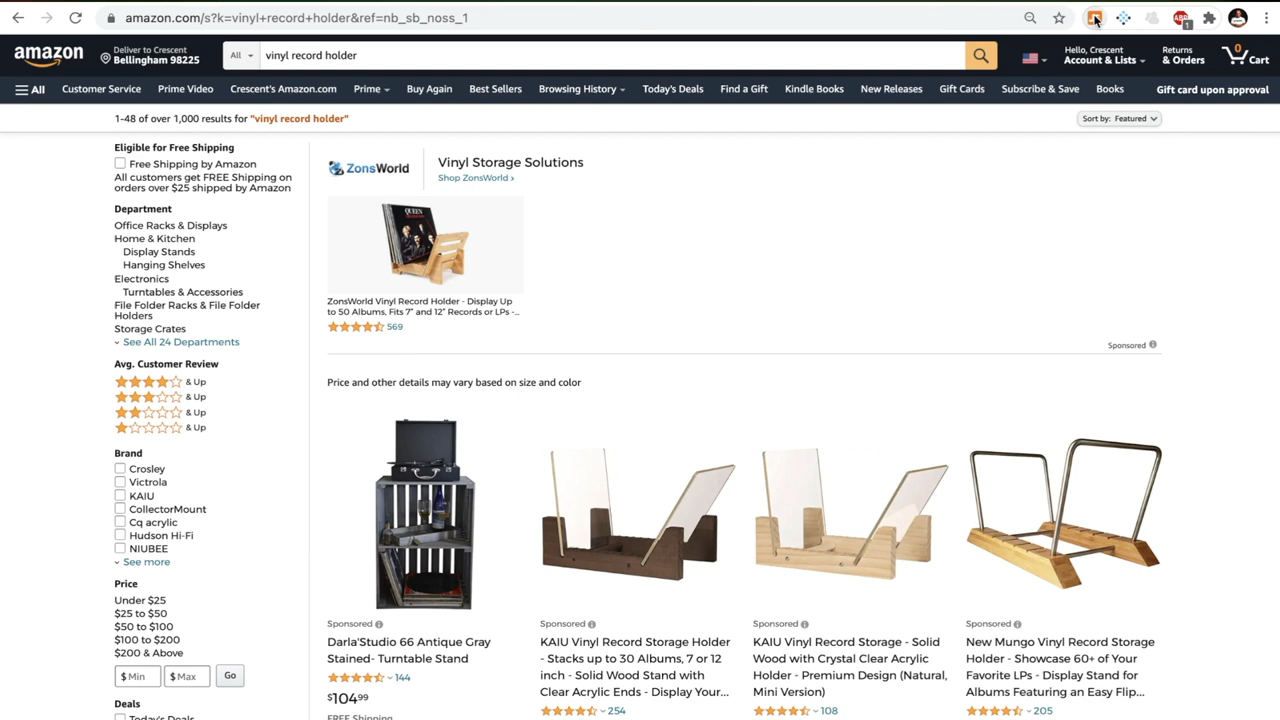 amazon.com/s?k=vinyl+record+holder&ref=nb_sb_noss_1
ABP
1
amazon
Deliver to Crescent
Bellingham 98225
All
vinyl record holder
Hello, Crescent
Account & Lists
Returns
& Orders
0
Cart
All
Customer Service
Prime Video
Crescent's Amazon.com
Prime
Buy Again
Best Sellers
Browsing History
Today's Deals
Find a Gift
Kindle Books
New Releases
Gift Cards
Subscribe & Save
Books
Gift card upon approval
1-48 of over 1,000 results for "vinyl record holder"
Sort by: Featured
Eligible for Free Shipping
Free Shipping by Amazon
All customers get FREE Shipping on
orders over $25 shipped by Amazon
Department
Office Racks & Displays
Home & Kitchen
Display Stands
Hanging Shelves
Electronics
Turntables & Accessories
File Folder Racks & File Folder
Holders
Storage Crates
See All 24 Departments
Avg. Customer Review
& Up
& Up
& Up
& Up
Brand
Crosley
Victrola
KAIU
CollectorMount
Cq acrylic
Hudson Hi-Fi
NIUBEE
See more
Price
Under $25
$25 to $50
$50 to $100
$100 to $200
$200 & Above
$ Min
$ Max
Go
Deals
Today's Deals
ZonsWorld
Vinyl Storage Solutions
Shop ZonsWorld ›
QUEEN
ZonsWorld Vinyl Record Holder - Display Up
to 50 Albums, Fits 7" and 12" Records or LPs -...
569
Sponsored
Price and other details may vary based on size and color
Sponsored
Darla'Studio 66 Antique Gray
Stained- Turntable Stand
144
$104.99
FREE Shipping
Sponsored
KAIU Vinyl Record Storage Holder
- Stacks up to 30 Albums, 7 or 12
inch - Solid Wood Stand with
Clear Acrylic Ends - Display Your...
254
Sponsored
KAIU Vinyl Record Storage - Solid
Wood with Crystal Clear Acrylic
Holder - Premium Design (Natural,
Mini Version)
108
Sponsored
New Mungo Vinyl Record Storage
Holder - Showcase 60+ of Your
Favorite LPs - Display Stand for
Albums Featuring an Easy Flip...
205